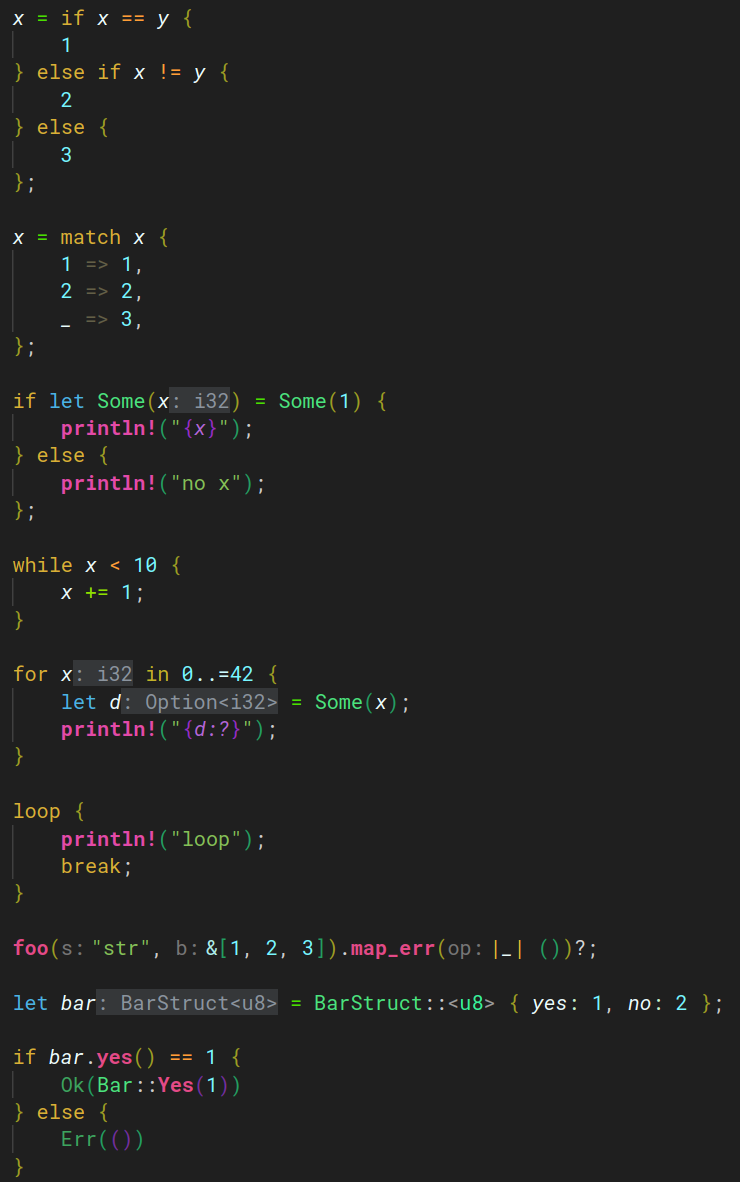 x = if x == y {
    1
} else if x != y {
    2
} else {
    3
};

x = match x {
    1 => 1,
    2 => 2,
    _ => 3,
};

if let Some(x: i32) = Some(1) {
    println!("{x}");
} else {
    println!("no x");
};

while x < 10 {
    x += 1;
}

for x: i32 in 0..=42 {
    let d: Option<i32> = Some(x);
    println!("{d:?}");
}

loop {
    println!("loop");
    break;
}

foo(s: "str", b: &[1, 2, 3]).map_err(op: |_| ())?;

let bar: BarStruct<u8> = BarStruct::<u8> { yes: 1, no: 2 };

if bar.yes() == 1 {
    Ok(Bar::Yes(1))
} else {
    Err(())
}